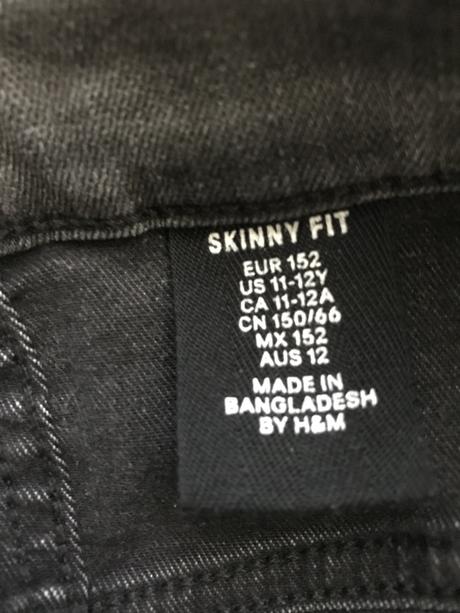 SKINNY FIT
EUR 152
US 11-12Y
CA 11-12A
CN 150/66
MX 152
AUS 12
MADE IN
BANGLADESH
BY H&M